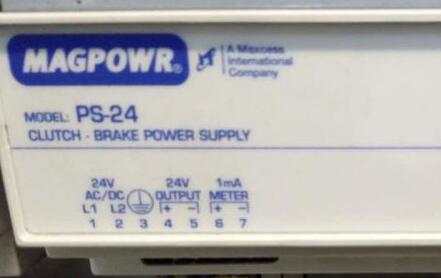 MAGPOWR®
A Maxcess
International
Company
MODEL: PS-24
CLUTCH - BRAKE POWER SUPPLY
24V 24V 1mA
AC/DC OUTPUT METER
L1 L2 + − + −
1 2 3 4 5 6 7